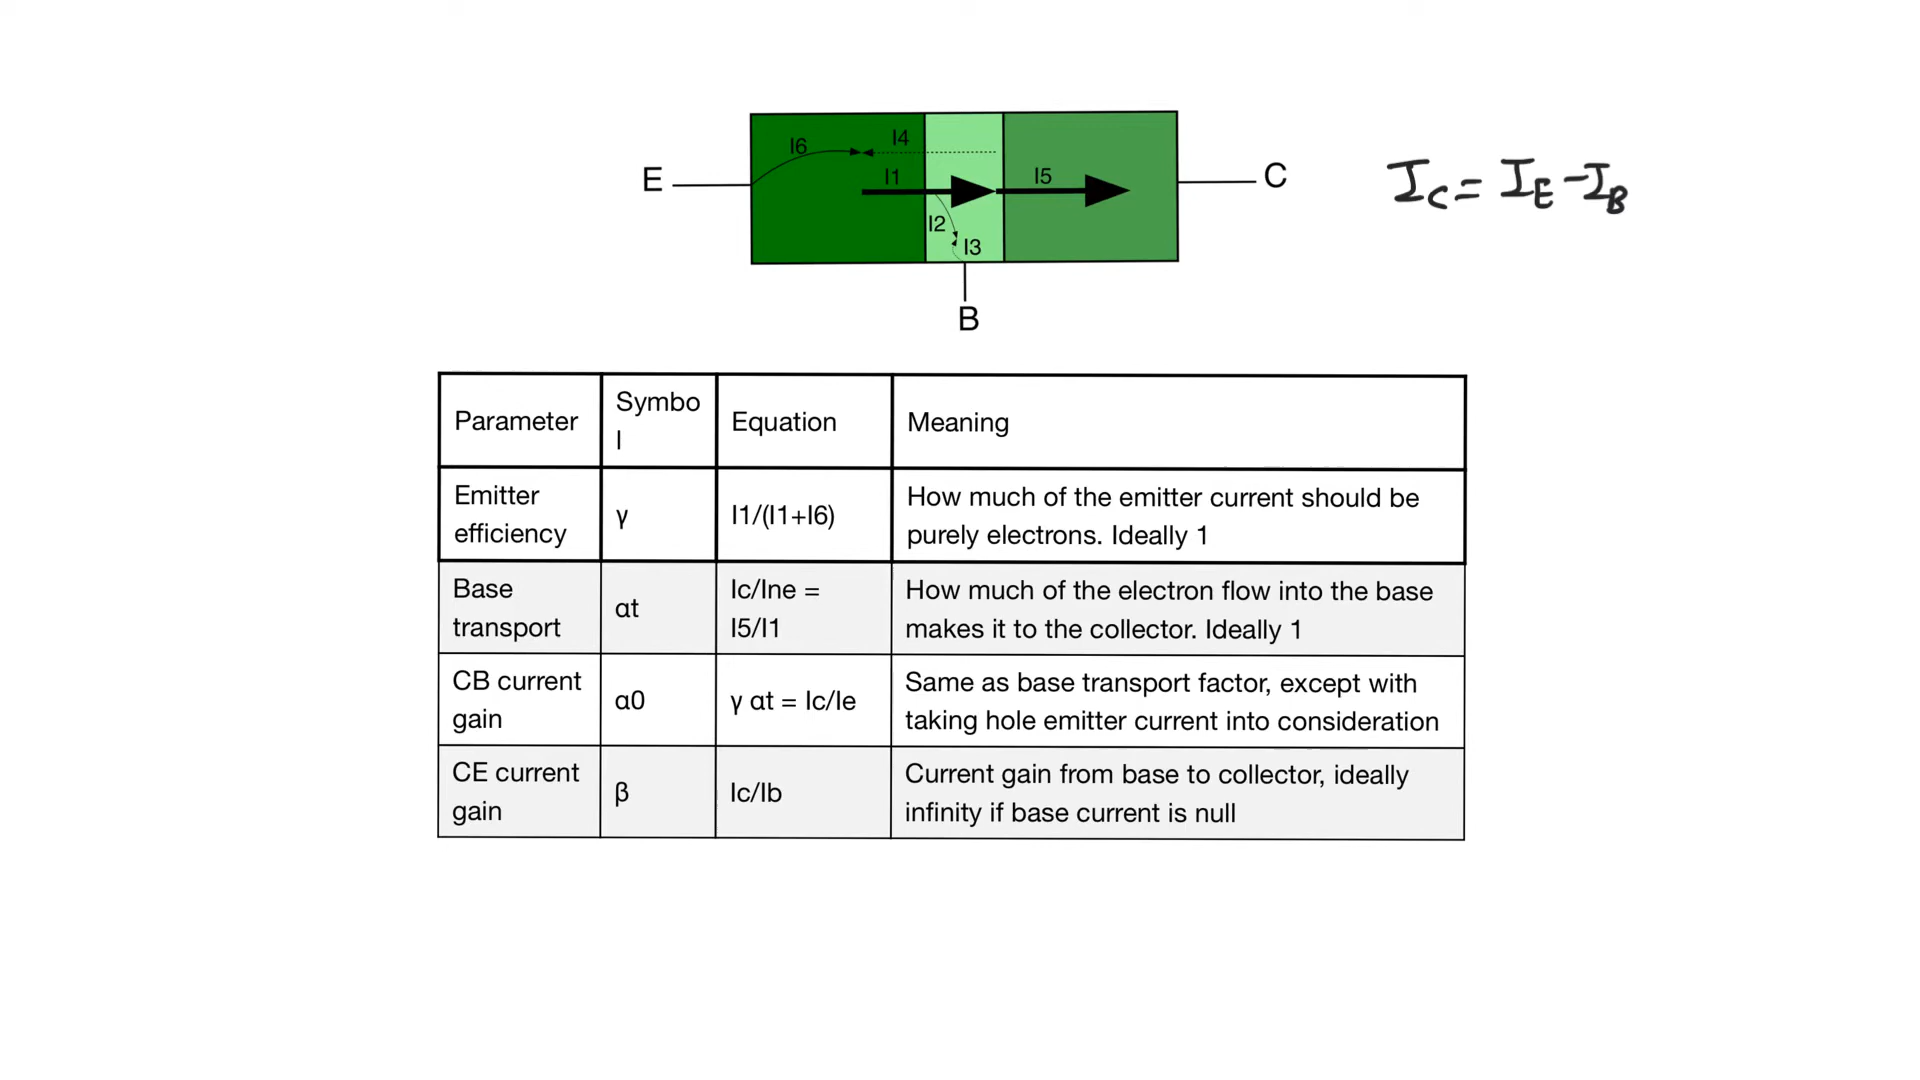 I6
I4
I1
I5
I2
I3
E
C
B
I_C = I_E - I_B
Parameter
Symbo
l
Equation
Meaning
Emitter
efficiency
γ
I1/(I1+I6)
How much of the emitter current should be
purely electrons. Ideally 1
Base
transport
αt
Ic/Ine =
I5/I1
How much of the electron flow into the base
makes it to the collector. Ideally 1
CB current
gain
α0
γ αt = Ic/Ie
Same as base transport factor, except with
taking hole emitter current into consideration
CE current
gain
β
Ic/Ib
Current gain from base to collector, ideally
infinity if base current is null